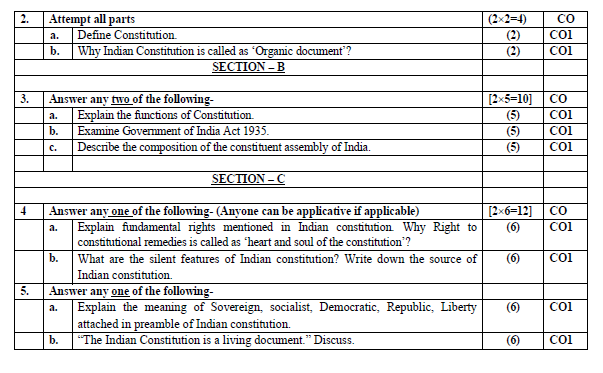 2. Attempt all parts (2×2=4) CO
a. Define Constitution. (2) CO1
b. Why Indian Constitution is called as ‘Organic document’? (2) CO1
SECTION – B
3. Answer any two of the following- [2×5=10] CO
a. Explain the functions of Constitution. (5) CO1
b. Examine Government of India Act 1935. (5) CO1
c. Describe the composition of the constituent assembly of India. (5) CO1
SECTION – C
4 Answer any one of the following- (Anyone can be applicative if applicable) [2×6=12] CO
a. Explain fundamental rights mentioned in Indian constitution. Why Right to (6) CO1
constitutional remedies is called as ‘heart and soul of the constitution’?
b. What are the silent features of Indian constitution? Write down the source of (6) CO1
Indian constitution.
5. Answer any one of the following-
a. Explain the meaning of Sovereign, socialist, Democratic, Republic, Liberty (6) CO1
attached in preamble of Indian constitution.
b. “The Indian Constitution is a living document.” Discuss. (6) CO1